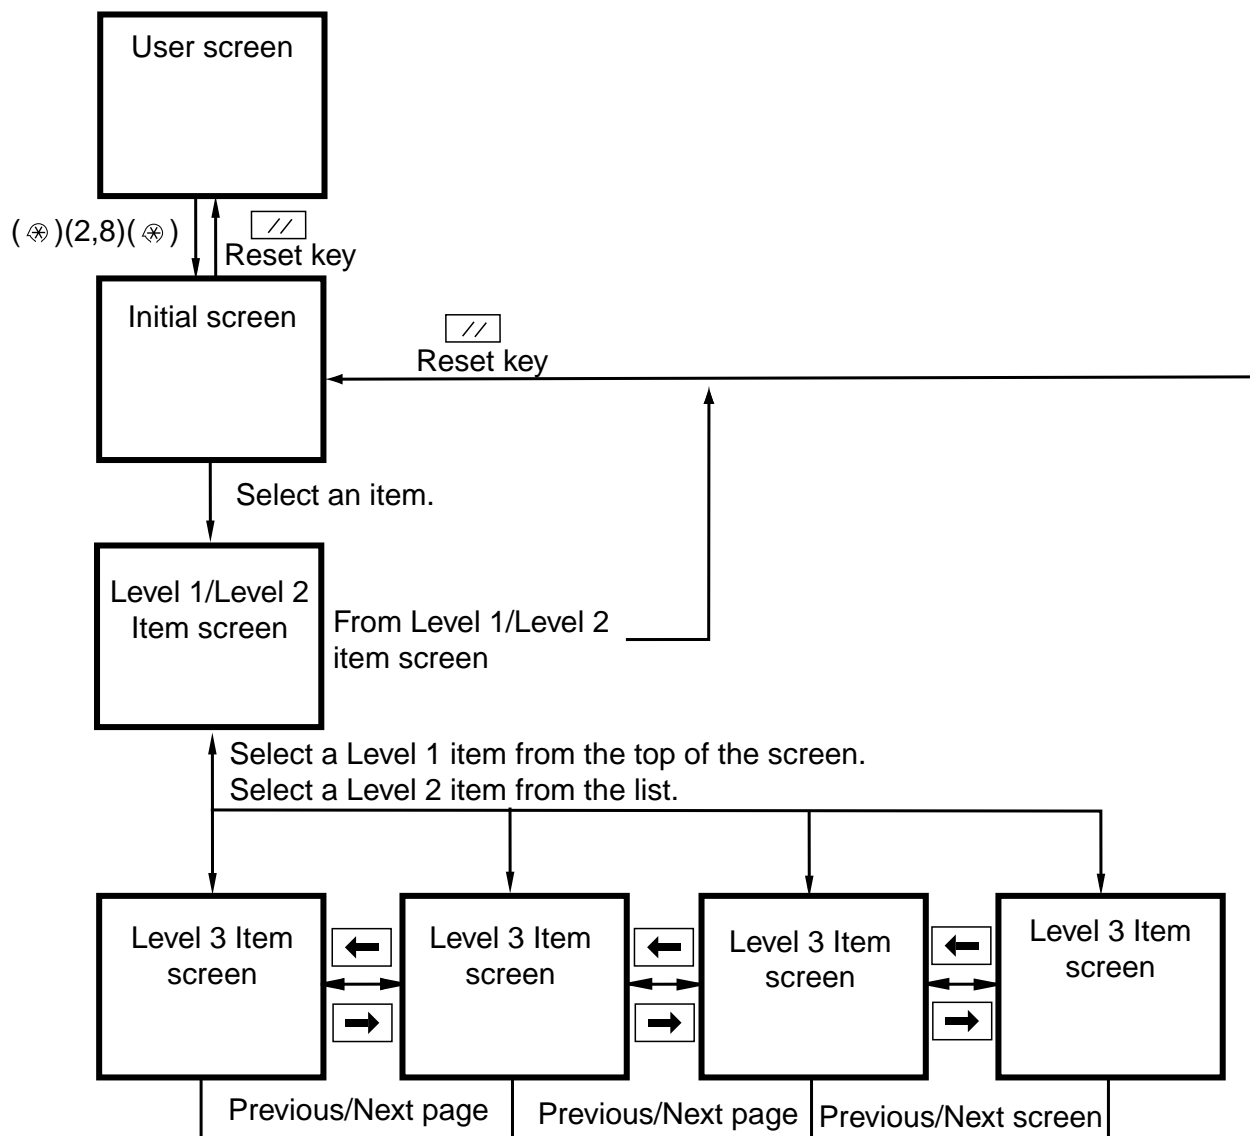 User screen
(⊛)(2,8)(⊛)
//
Reset key
Initial screen
//
Reset key
Select an item.
Level 1/Level 2
Item screen
From Level 1/Level 2
item screen
Select a Level 1 item from the top of the screen.
Select a Level 2 item from the list.
Level 3 Item
screen
Level 3 Item
screen
Level 3 Item
screen
Level 3 Item
screen
Previous/Next page
Previous/Next page
Previous/Next screen